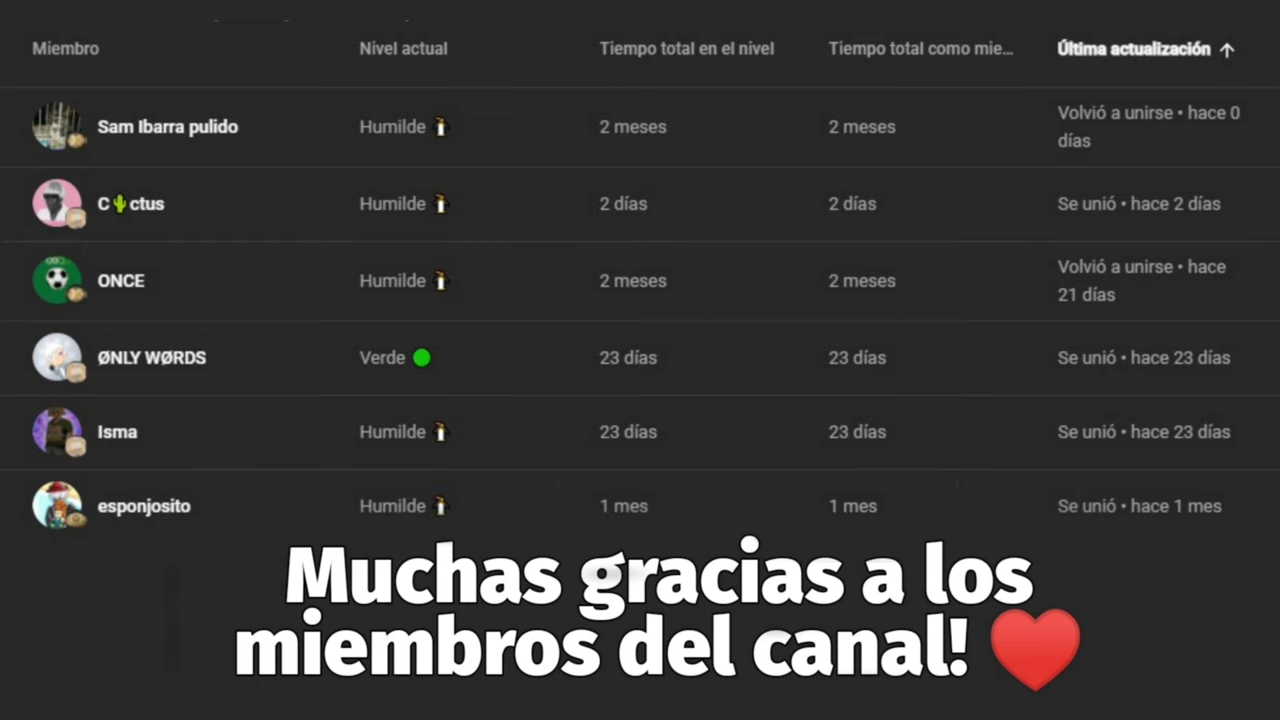 Miembro Nivel actual Tiempo total en el nivel Tiempo total como mie... Última actualización ↑
Sam Ibarra pulido Humilde 2 meses 2 meses Volvió a unirse • hace 0
días
C🌵ctus Humilde 2 días 2 días Se unió • hace 2 días
ONCE Humilde 2 meses 2 meses Volvió a unirse • hace
21 días
ØNLY WØRDS Verde 🟢 23 días 23 días Se unió • hace 23 días
Isma Humilde 23 días 23 días Se unió • hace 23 días
esponjosito Humilde 1 mes 1 mes Se unió • hace 1 mes
Muchas gracias a los
miembros del canal! ❤️